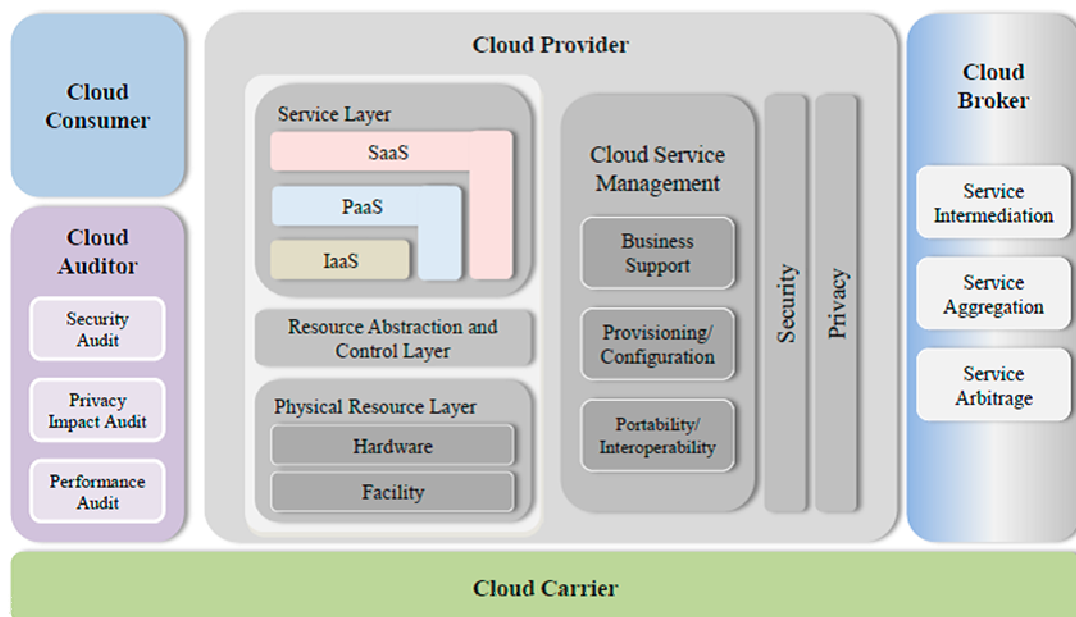 Cloud
Consumer
Cloud
Auditor
Security
Audit
Privacy
Impact Audit
Performance
Audit
Cloud Provider
Service Layer
SaaS
PaaS
IaaS
Resource Abstraction and
Control Layer
Physical Resource Layer
Hardware
Facility
Cloud Service
Management
Business
Support
Provisioning/
Configuration
Portability/
Interoperability
Security
Privacy
Cloud
Broker
Service
Intermediation
Service
Aggregation
Service
Arbitrage
Cloud Carrier